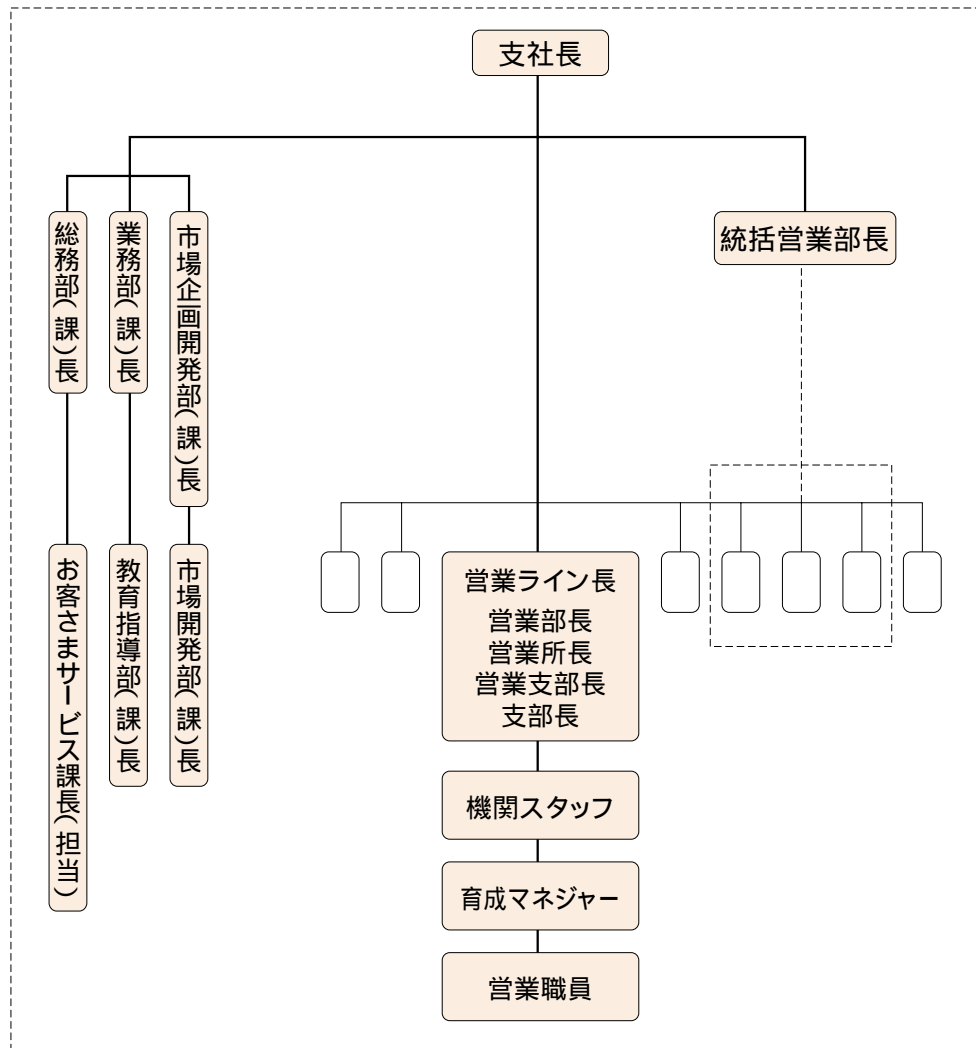 支社長
総務部(課)長
業務部(課)長
市場企画開発部(課)長
統括営業部長
お客さまサービス課長(担当)
教育指導部(課)長
市場開発部(課)長
営業ライン長
営業部長
営業所長
営業支部長
支部長
機関スタッフ
育成マネジャー
営業職員